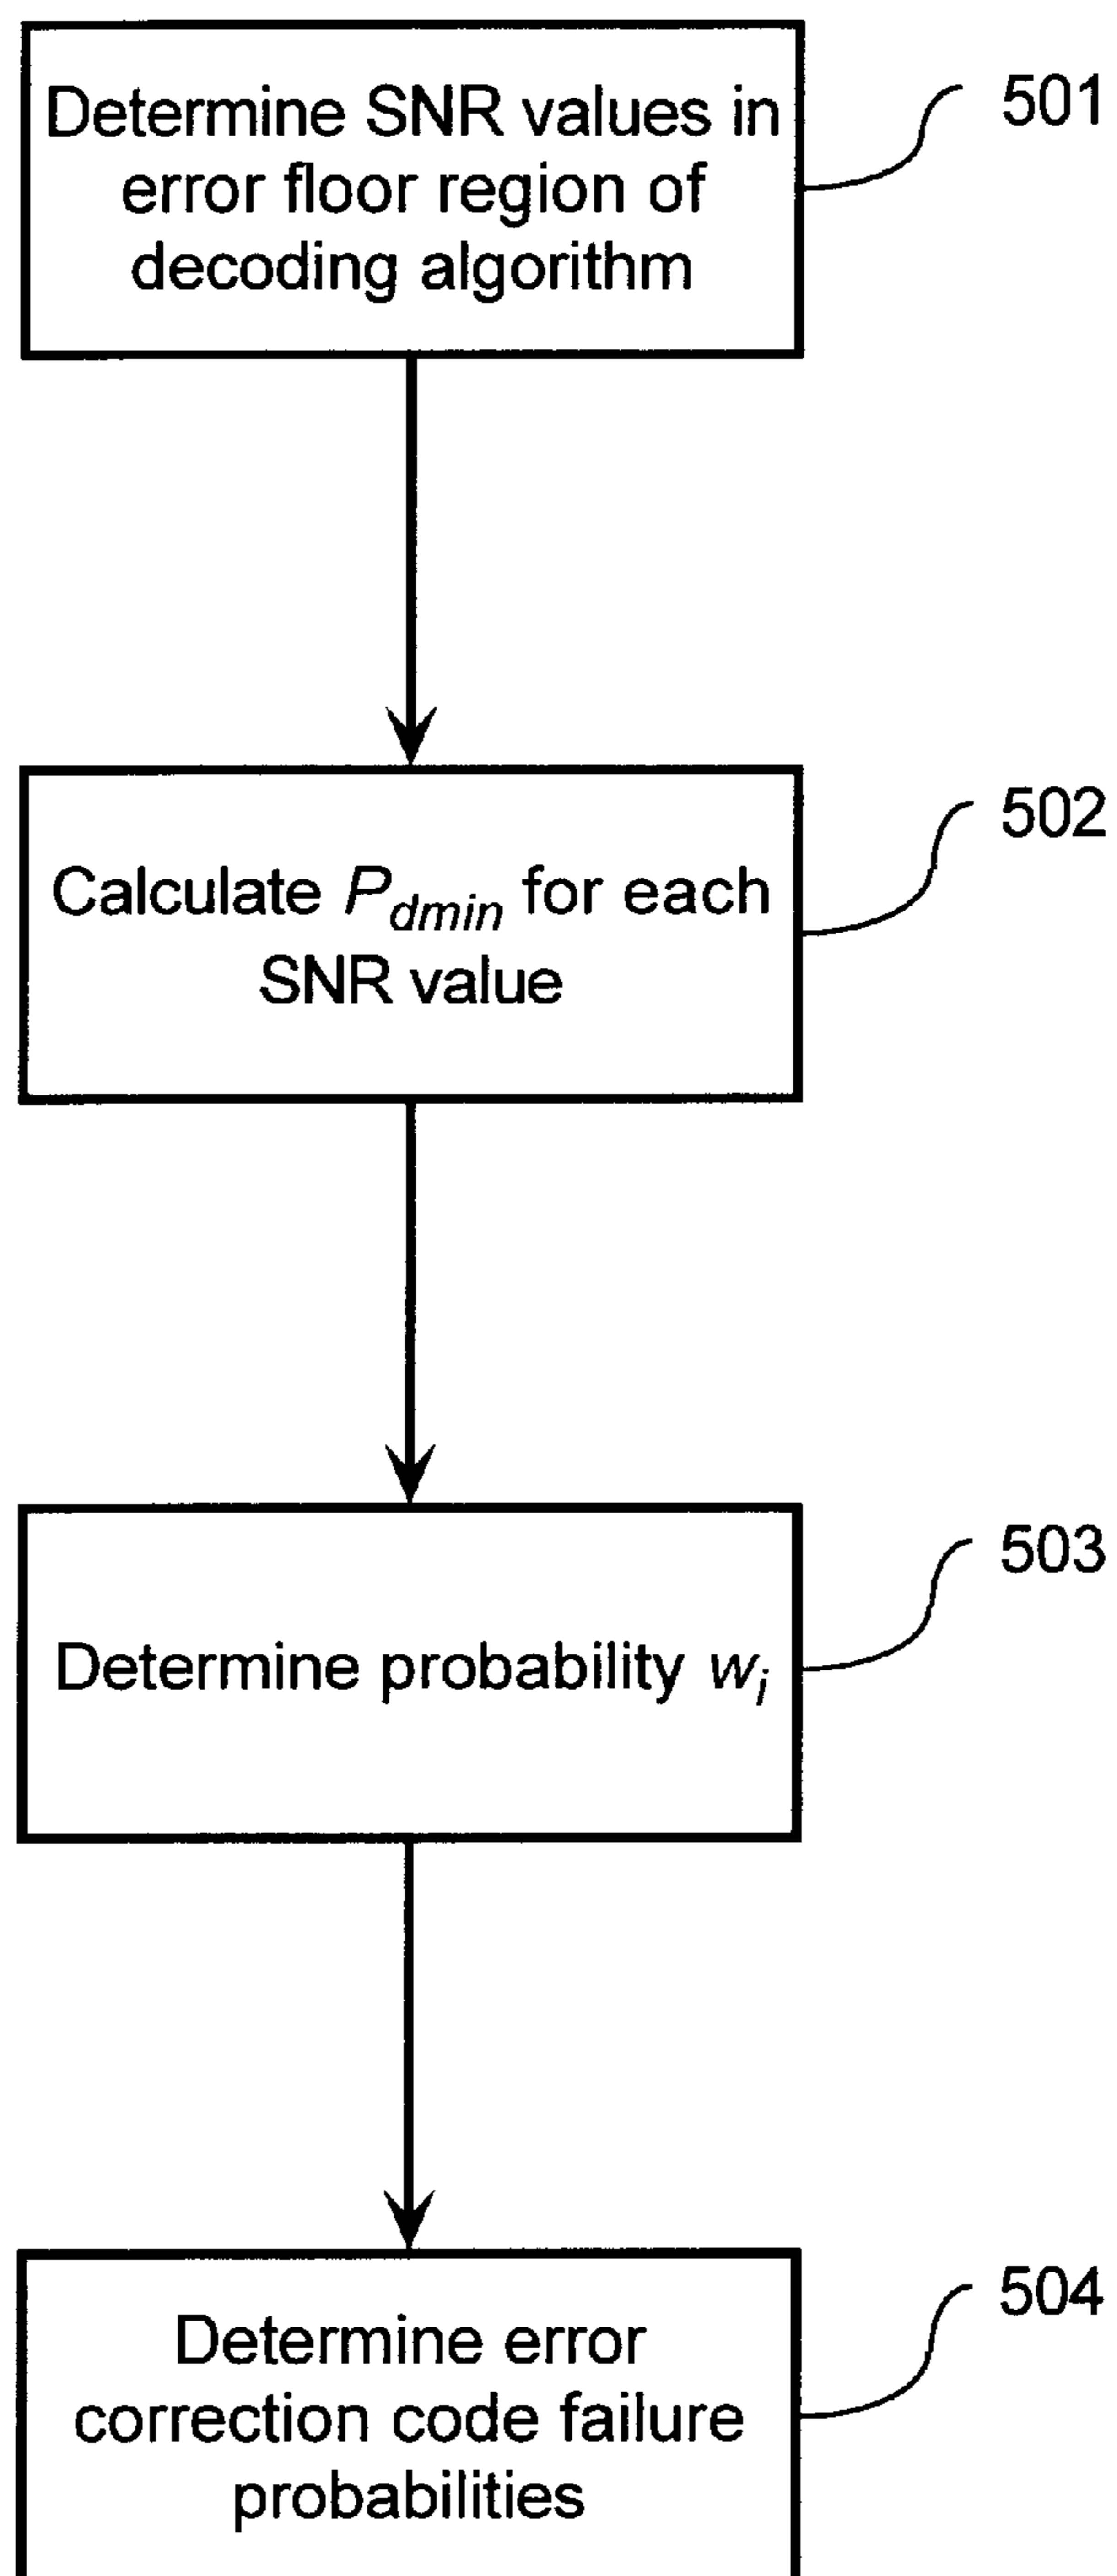 Determine SNR values in
error floor region of
decoding algorithm
501
Calculate P_dmin for each
SNR value
502
Determine probability w_i
503
Determine error
correction code failure
probabilities
504